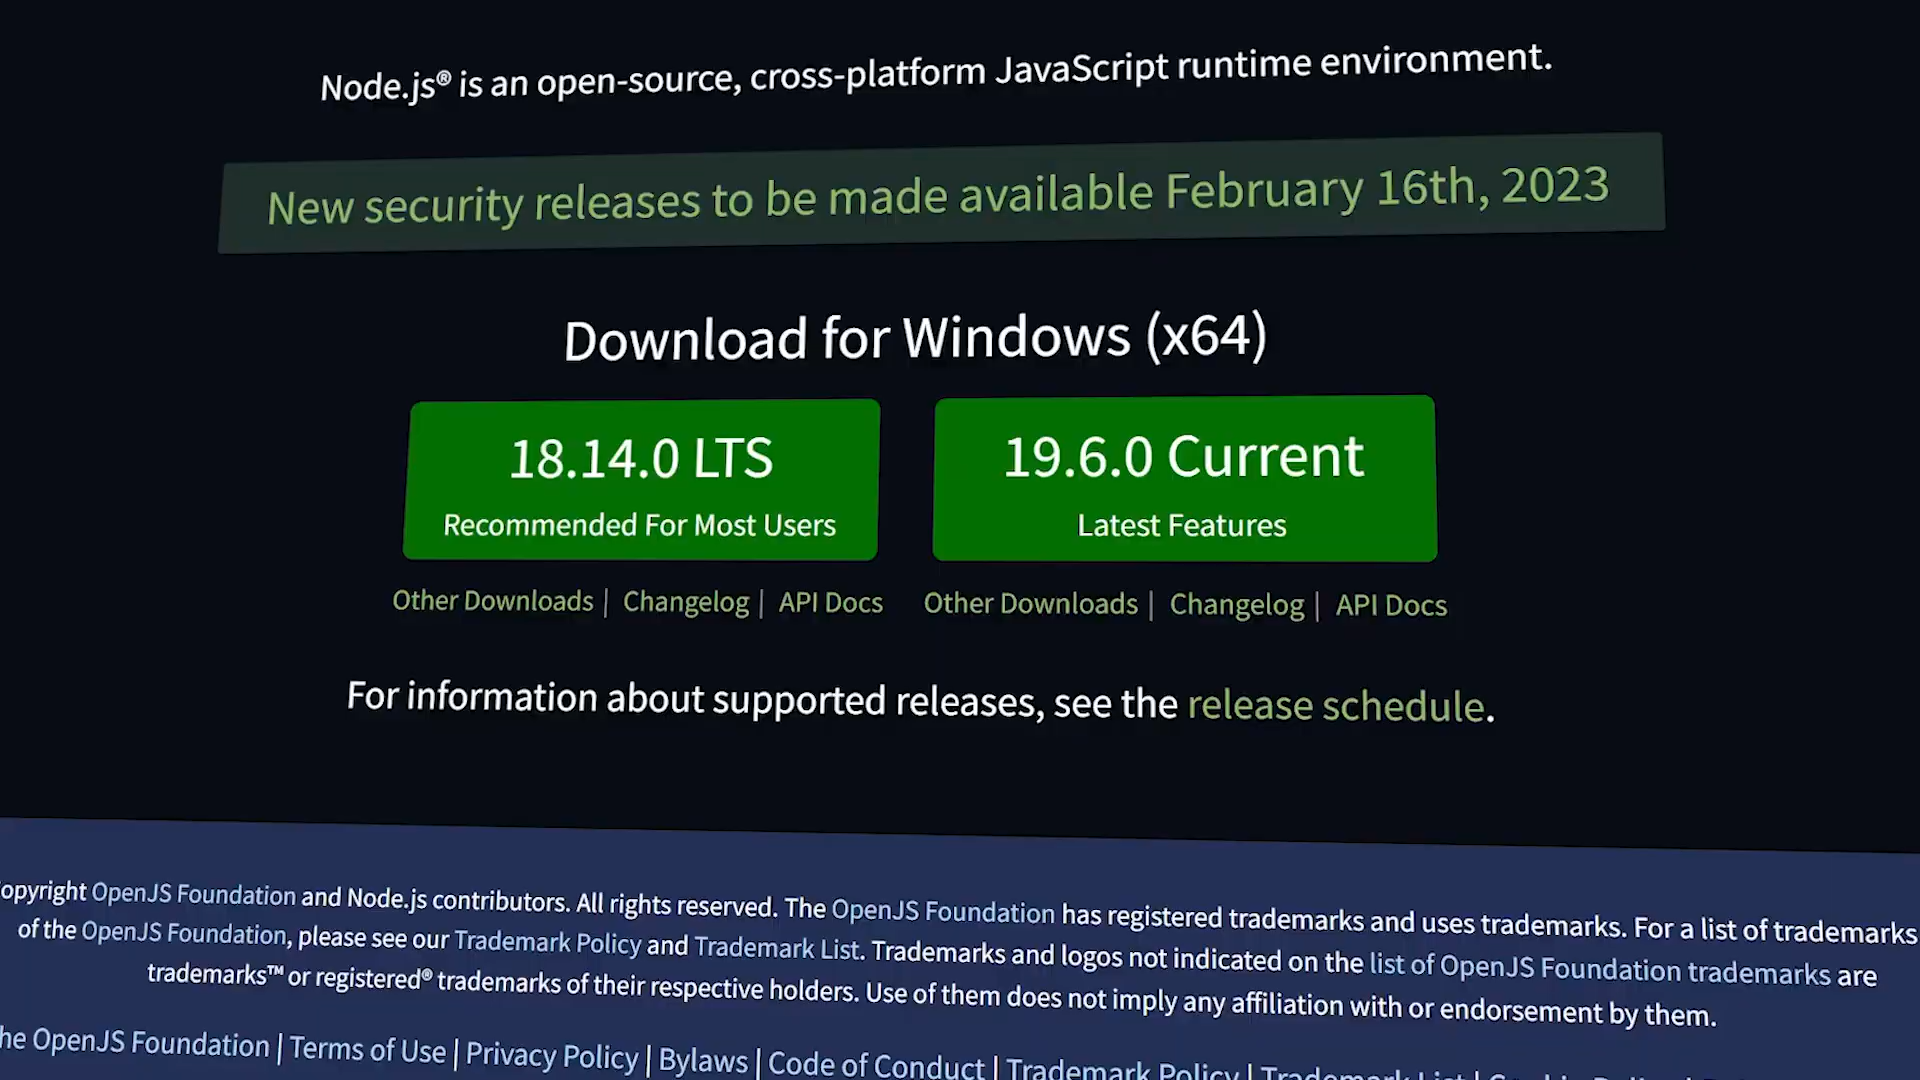 Node.js® is an open-source, cross-platform JavaScript runtime environment.
New security releases to be made available February 16th, 2023
Download for Windows (x64)
18.14.0 LTS
Recommended For Most Users
19.6.0 Current
Latest Features
Other Downloads | Changelog | API Docs
Other Downloads | Changelog | API Docs
For information about supported releases, see the release schedule.
opyright OpenJS Foundation and Node.js contributors. All rights reserved. The OpenJS Foundation has registered trademarks and uses trademarks. For a list of trademarks
of the OpenJS Foundation, please see our Trademark Policy and Trademark List. Trademarks and logos not indicated on the list of OpenJS Foundation trademarks are
trademarks™ or registered® trademarks of their respective holders. Use of them does not imply any affiliation with or endorsement by them.
he OpenJS Foundation | Terms of Use | Privacy Policy | Bylaws | Code of Conduct | Trademark Policy | Trademark List |